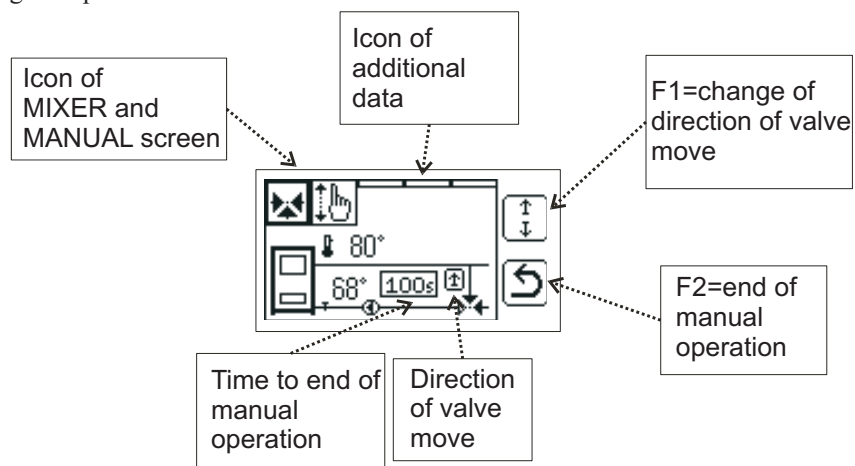 Icon of
additional
data
Icon of
MIXER and
MANUAL screen
F1=change of
direction of valve
move
80°
68° 100s
F2=end of
manual
operation
Time to end of
manual
operation
Direction
of valve
move